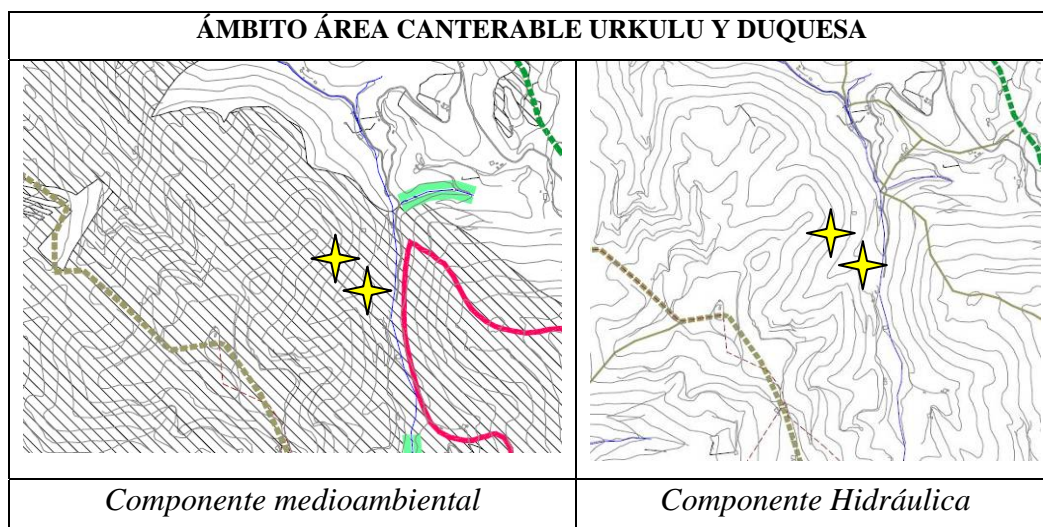 ÁMBITO ÁREA CANTERABLE URKULU Y DUQUESA
Componente medioambiental
Componente Hidráulica